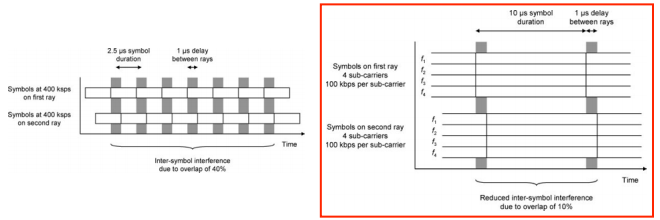 2.5 µs symbol
duration
1 µs delay
between rays
Symbols at 400 ksps
on first ray
Symbols at 400 ksps
on second ray
Time
Inter-symbol interference
due to overlap of 40%
10 µs symbol
duration
1 µs delay
between rays
Symbols on first ray
4 sub-carriers
100 kbps per sub-carrier
f1
f2
f3
f4
Symbols on second ray
4 sub-carriers
100 kbps per sub-carrier
f1
f2
f3
f4
Time
Reduced inter-symbol interference
due to overlap of 10%